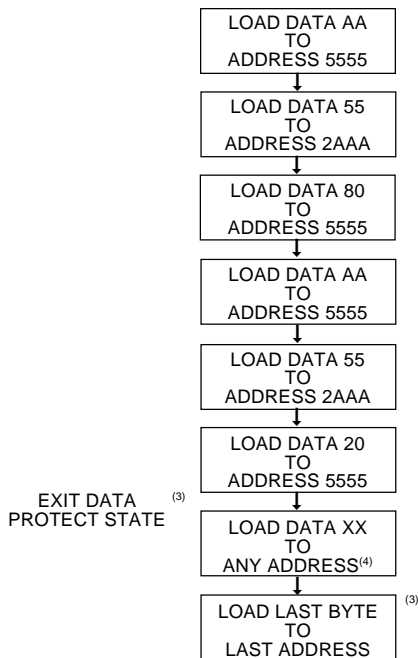 LOAD DATA AA
TO
ADDRESS 5555
LOAD DATA 55
TO
ADDRESS 2AAA
LOAD DATA 80
TO
ADDRESS 5555
LOAD DATA AA
TO
ADDRESS 5555
LOAD DATA 55
TO
ADDRESS 2AAA
LOAD DATA 20
TO
ADDRESS 5555
EXIT DATA (3)
PROTECT STATE
LOAD DATA XX
TO
ANY ADDRESS(4)
LOAD LAST BYTE (3)
TO
LAST ADDRESS